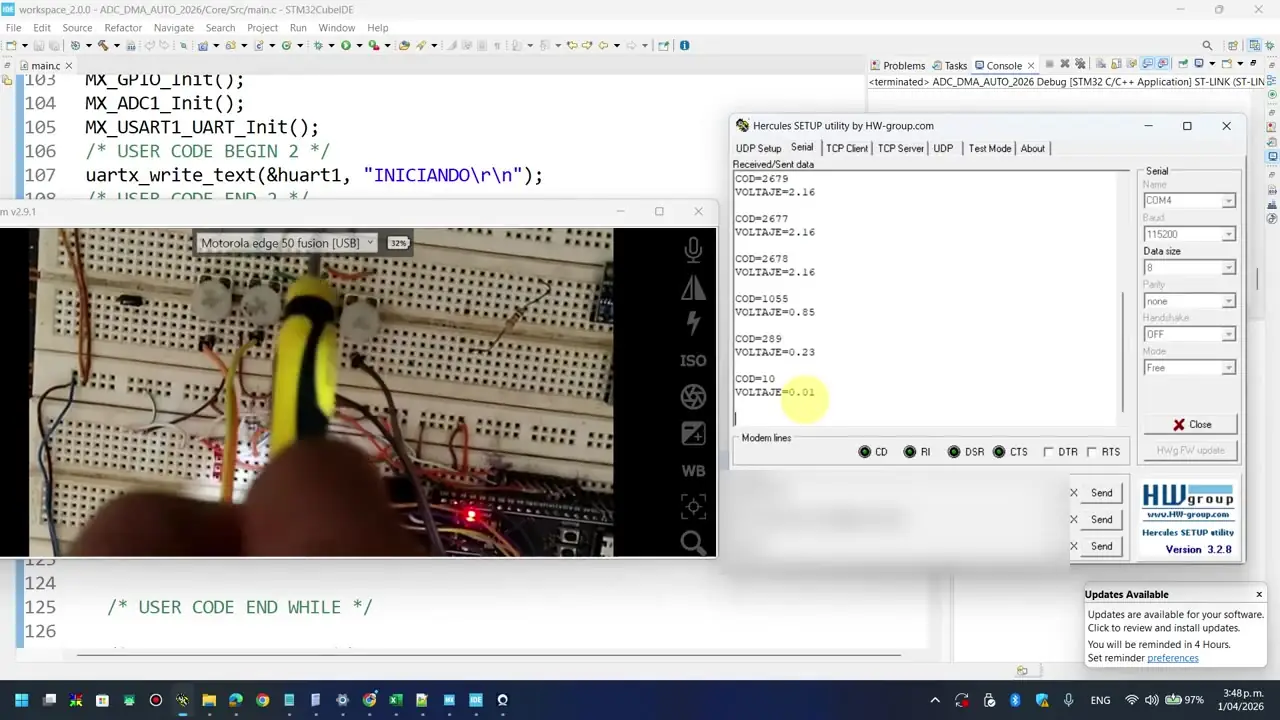 workspace_2.0.0 - ADC_DMA_AUTO_2026/Core/Src/main.c - STM32CubeIDE
File Edit Source Refactor Navigate Search Project Run Window Help
main.c
Problems Tasks Console
<terminated> ADC_DMA_AUTO_2026 Debug [STM32 C/C++ Application] ST-LINK (ST-LIN
103 MX_GPIO_Init();
104 MX_ADC1_Init();
105 MX_USART1_UART_Init();
106 /* USER CODE BEGIN 2 */
107 uartx_write_text(&huart1, "INICIANDO\r\n");
/* USER CODE END 2 */
m v2.9.1
Motorola edge 50 fusion [USB]
32%
ISO
WB
Hercules SETUP utility by HW-group.com
UDP Setup Serial TCP Client TCP Server UDP Test Mode About
Received/Sent data
COD=2679
VOLTAJE=2.16
COD=2677
VOLTAJE=2.16
COD=2678
VOLTAJE=2.16
COD=1055
VOLTAJE=0.85
COD=289
VOLTAJE=0.23
COD=10
VOLTAJE=0.01
Serial
Name
COM4
Baud
115200
Data size
8
Parity
none
Handshake
OFF
Mode
Free
Close
HWg FW update
Modem lines
CD RI DSR CTS DTR RTS
Send
Send
Send
HWgroup
www.HW-group.com
Hercules SETUP utility
Version 3.2.8
123
124
125 /* USER CODE END WHILE */
126
Updates Available
Updates are available for your software.
Click to review and install updates.
You will be reminded in 4 Hours.
Set reminder preferences
ENG
97%
3:48 p.m.
1/04/2026